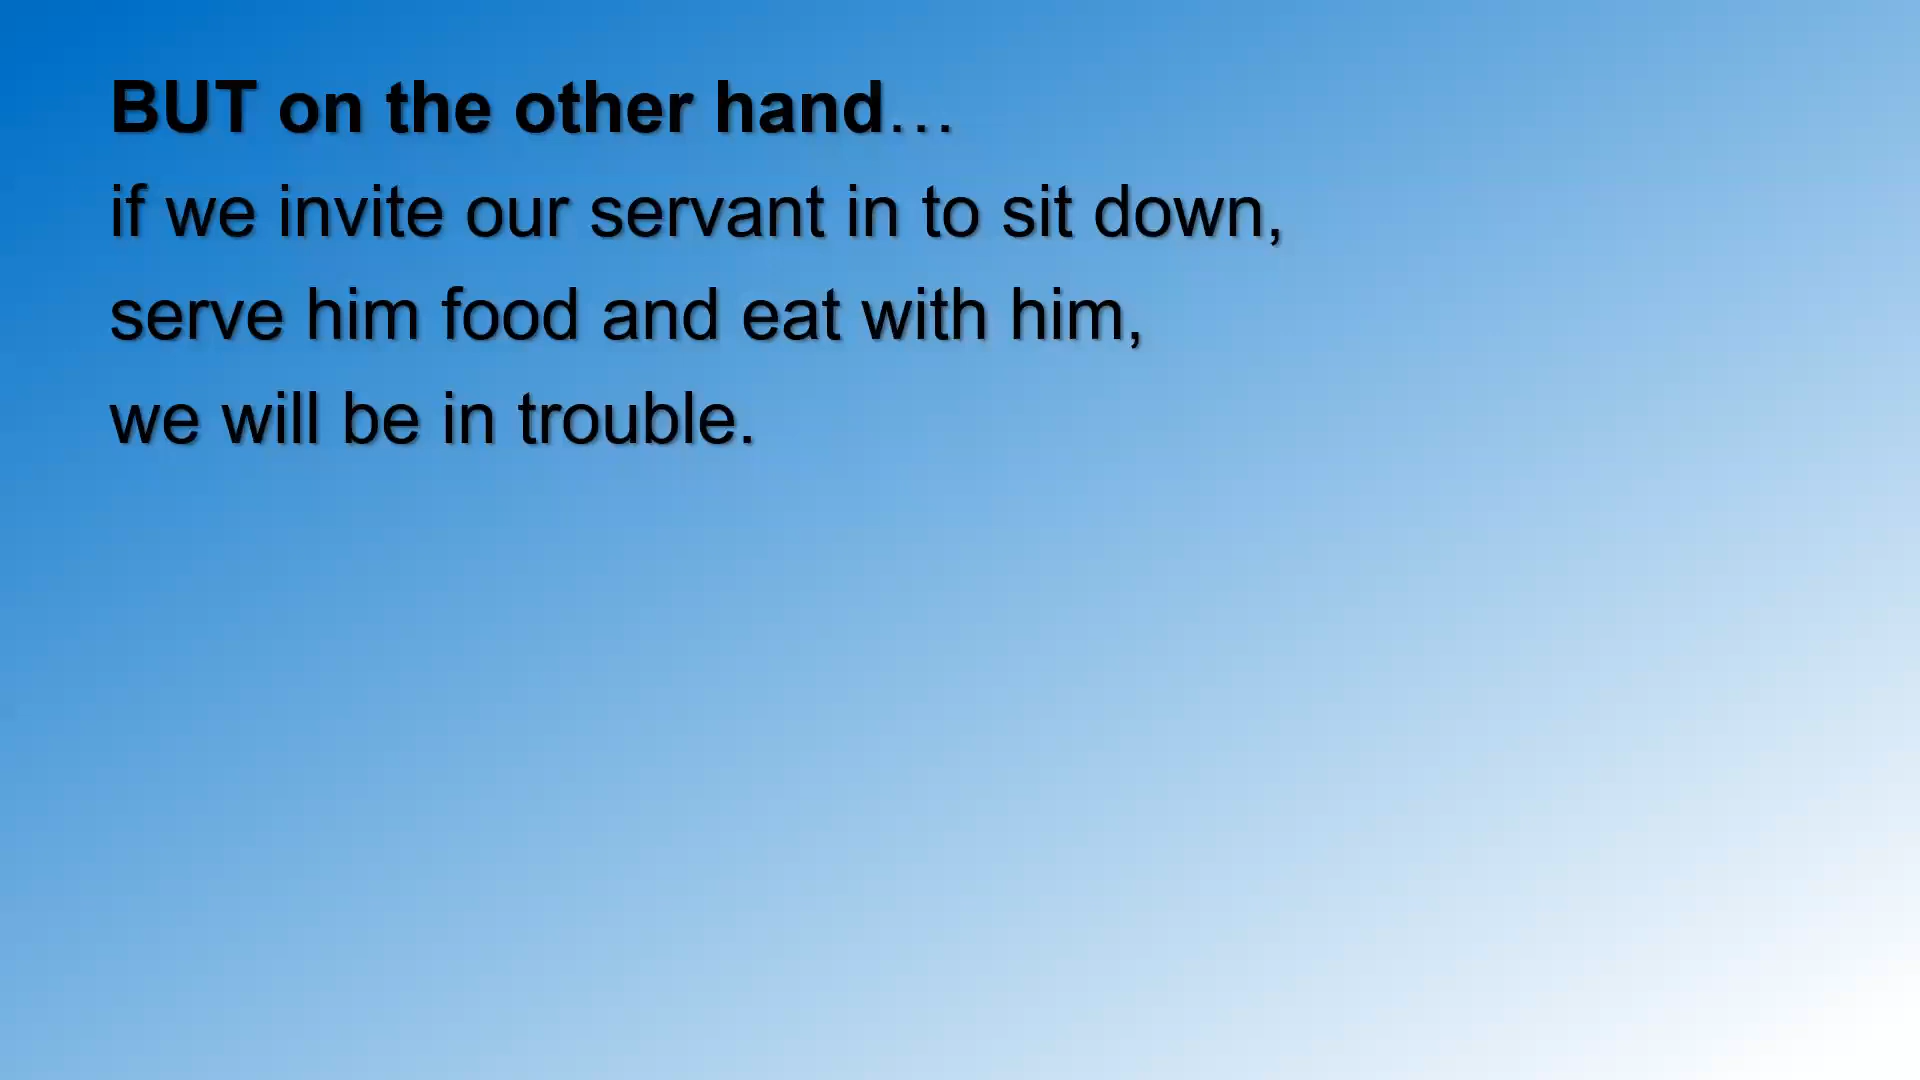 BUT on the other hand…
if we invite our servant in to sit down,
serve him food and eat with him,
we will be in trouble.